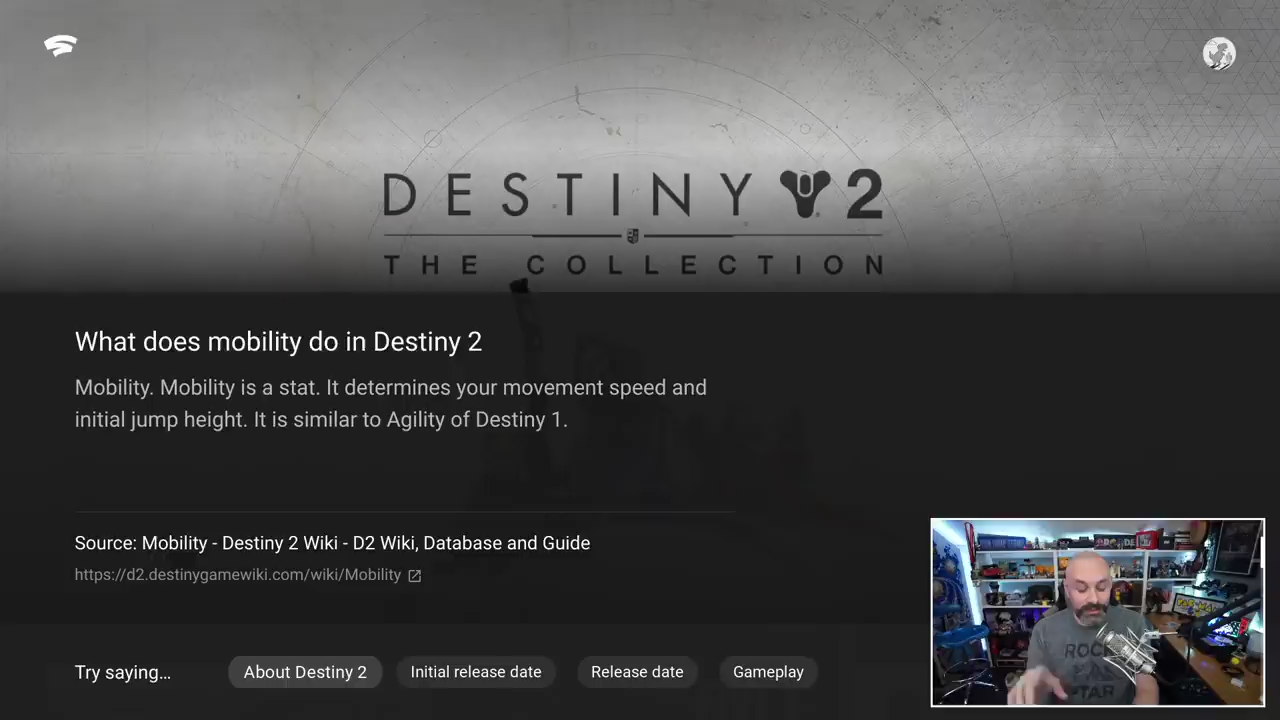 DESTINY 2
THE COLLECTION
What does mobility do in Destiny 2
Mobility. Mobility is a stat. It determines your movement speed and
initial jump height. It is similar to Agility of Destiny 1.
Source: Mobility - Destiny 2 Wiki - D2 Wiki, Database and Guide
https://d2.destinygamewiki.com/wiki/Mobility
Try saying... About Destiny 2 Initial release date Release date Gameplay
ROCK